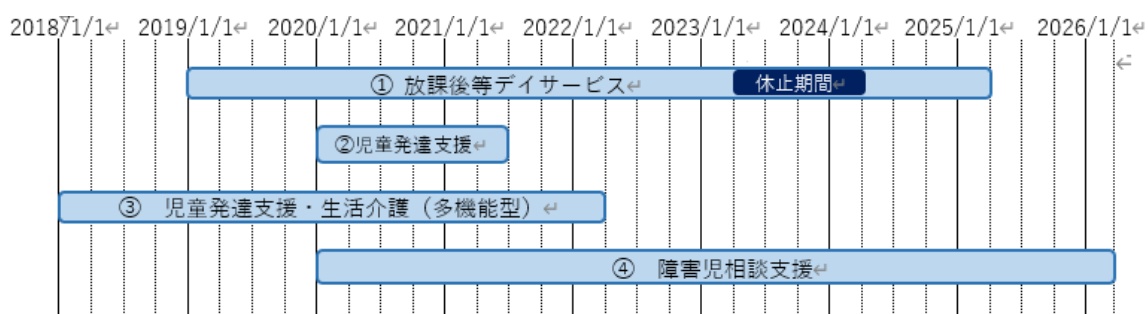 2018/1/1↵ 2019/1/1↵ 2020/1/1↵ 2021/1/1↵ 2022/1/1↵ 2023/1/1↵ 2024/1/1↵ 2025/1/1↵ 2026/1/1↵
① 放課後等デイサービス↵ 休止期間↵
②児童発達支援↵
③ 児童発達支援・生活介護（多機能型）↵
④ 障害児相談支援↵